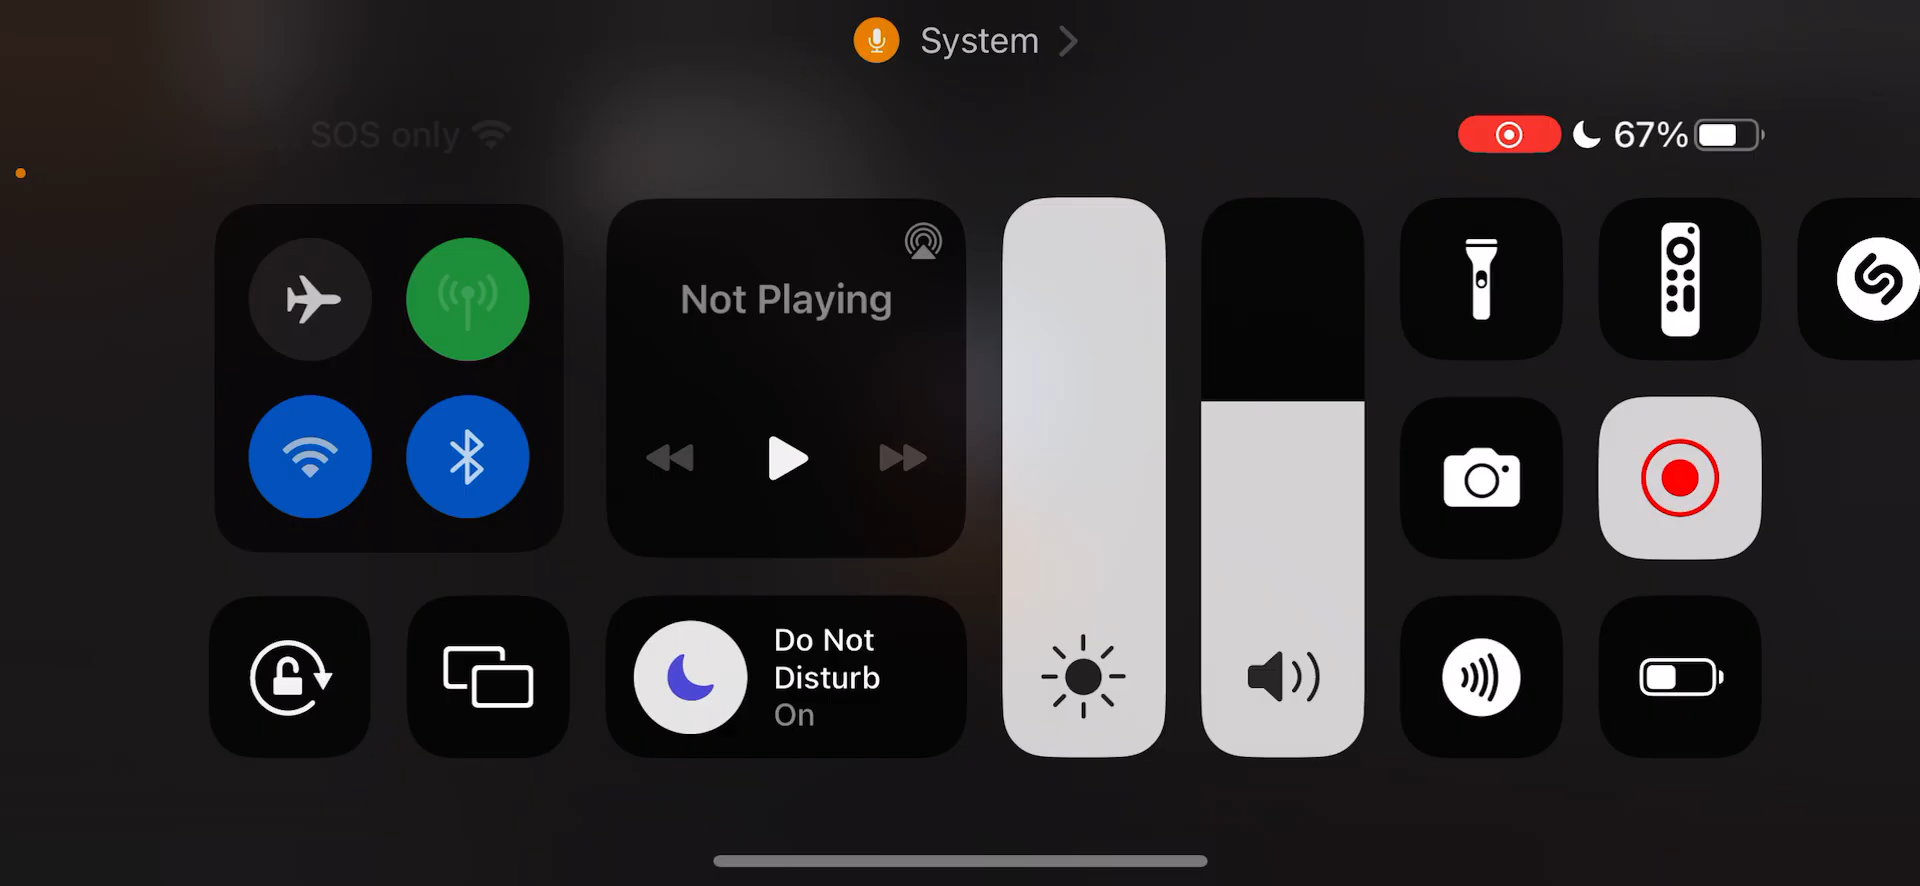 System
SOS only
67%
Not Playing
Do Not
Disturb
On